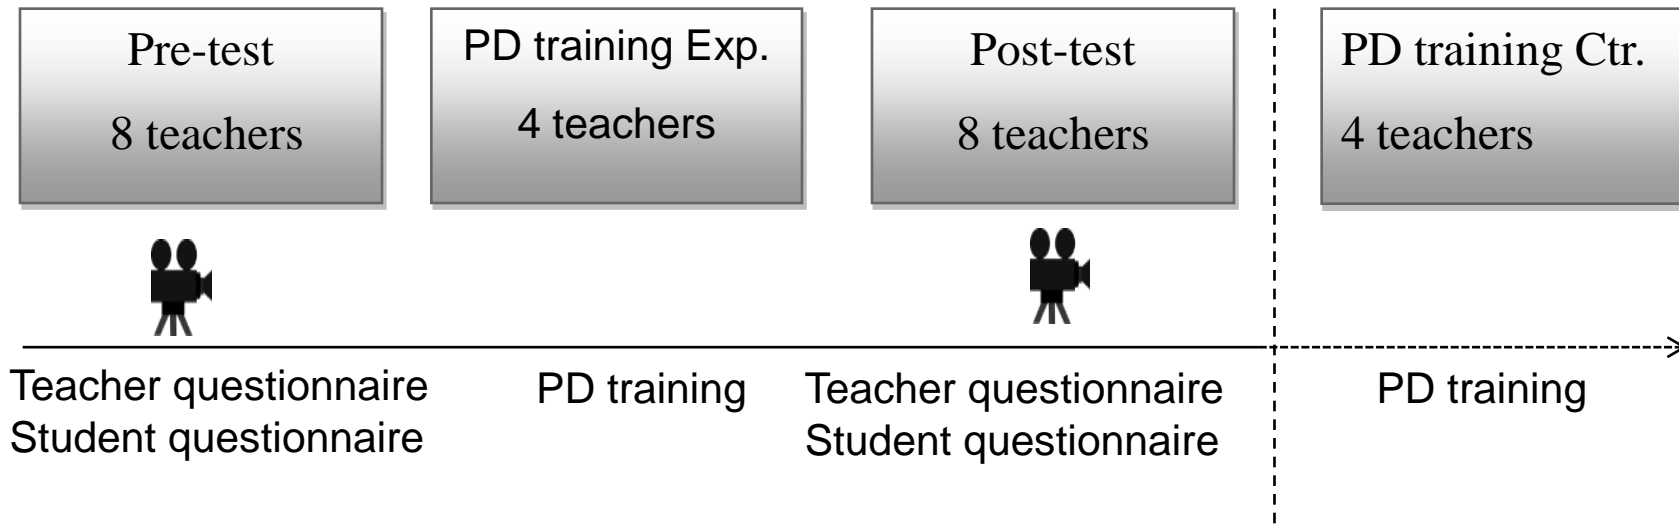 Pre-test
8 teachers
PD training Exp.
4 teachers
Post-test
8 teachers
PD training Ctr.
4 teachers
Teacher questionnaire
Student questionnaire
PD training
Teacher questionnaire
Student questionnaire
PD training